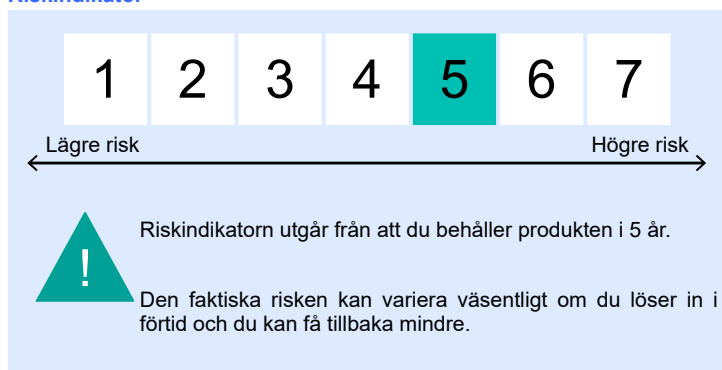 Riskindikator
1 2 3 4 5 6 7
Lägre risk Högre risk
!
Riskindikatorn utgår från att du behåller produkten i 5 år.
Den faktiska risken kan variera väsentligt om du löser in i
förtid och du kan få tillbaka mindre.